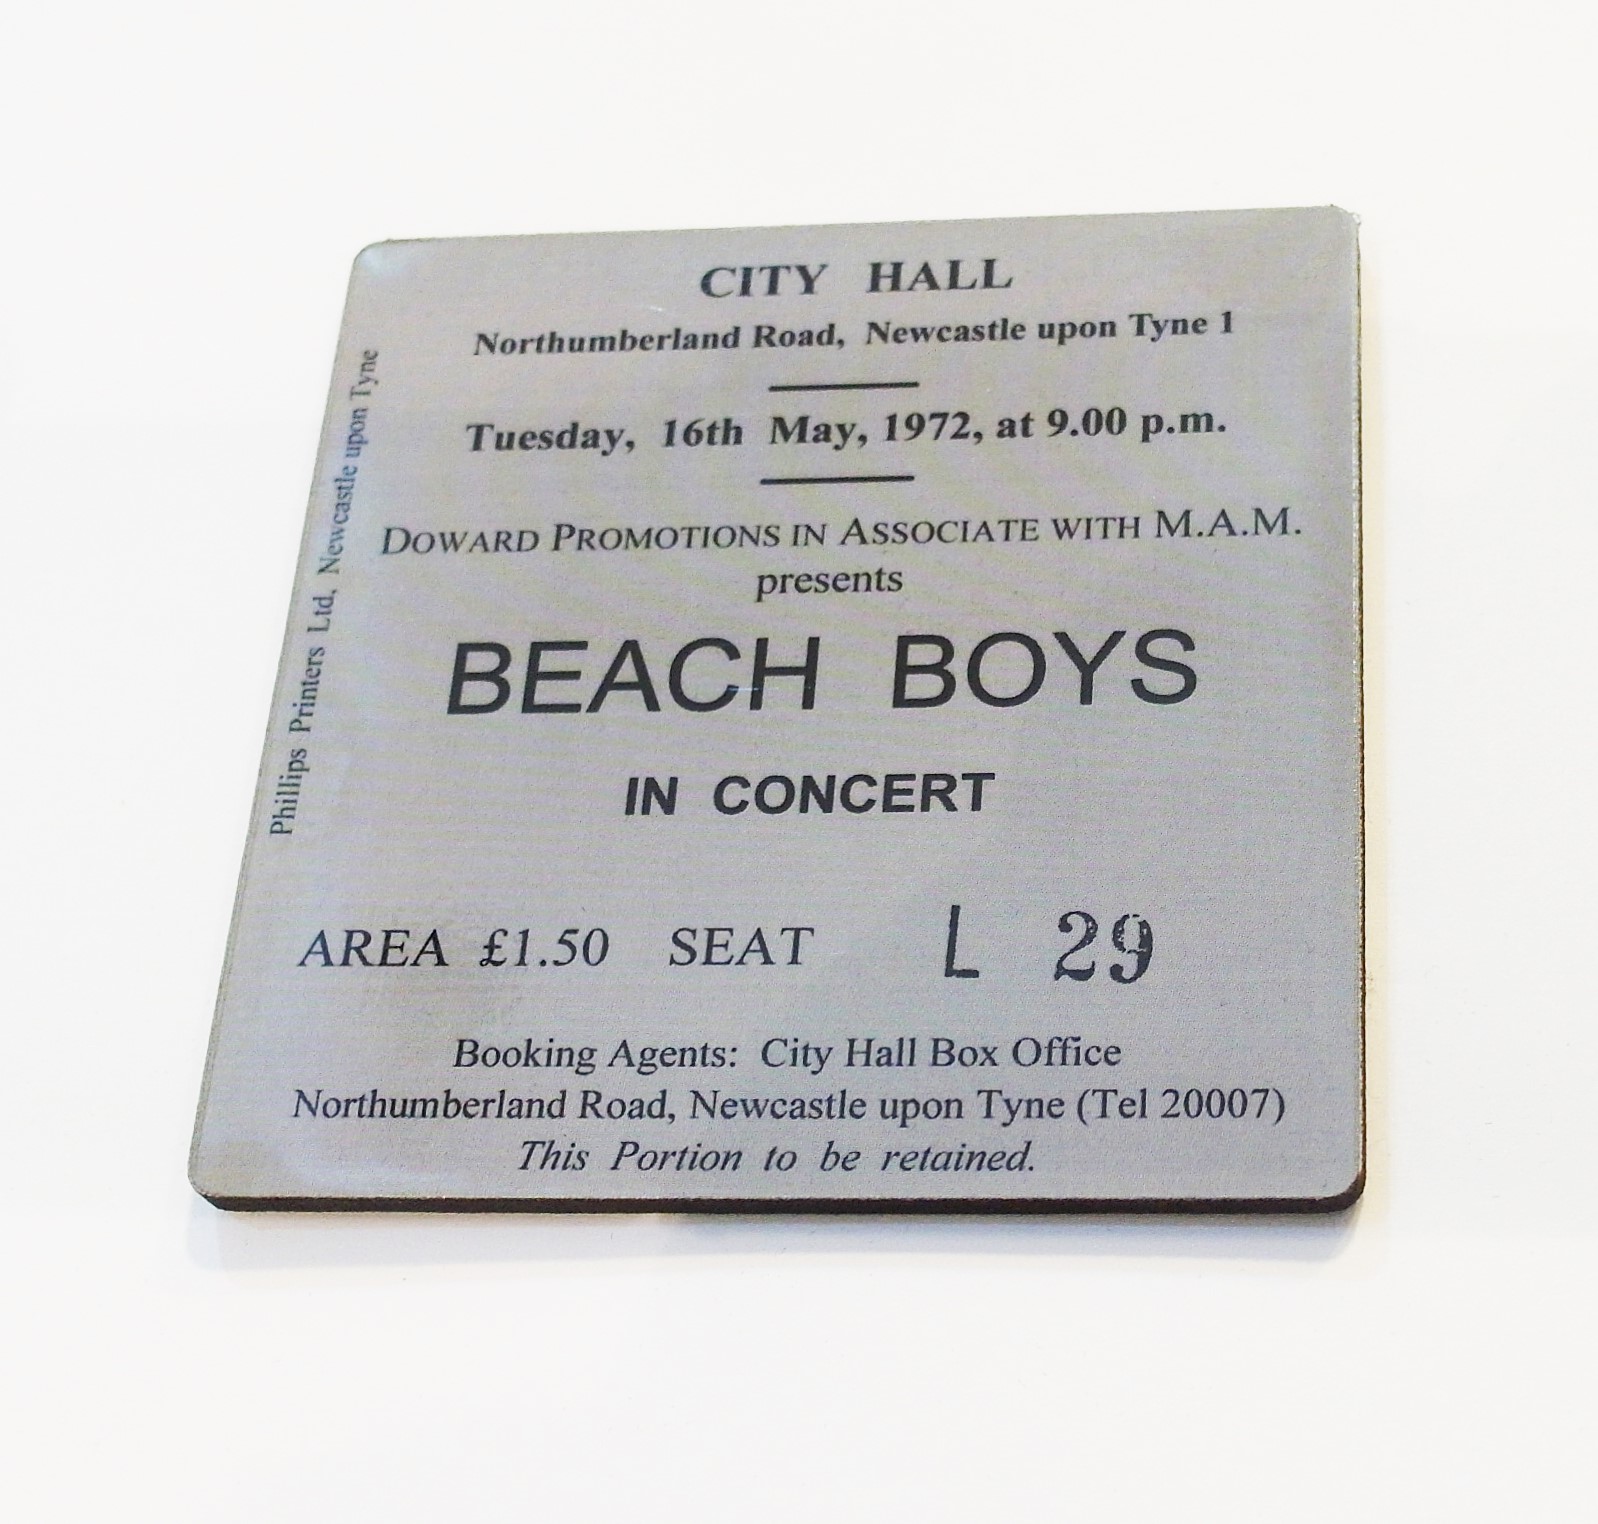 CITY HALL
Northumberland Road, Newcastle upon Tyne 1
Tuesday, 16th May, 1972, at 9.00 p.m.
DOWARD PROMOTIONS IN ASSOCIATE WITH M.A.M.
presents
BEACH BOYS
IN CONCERT
AREA £1.50 SEAT L 29
Booking Agents: City Hall Box Office
Northumberland Road, Newcastle upon Tyne (Tel 20007)
This Portion to be retained.
Phillips Printers Ltd, Newcastle upon Tyne